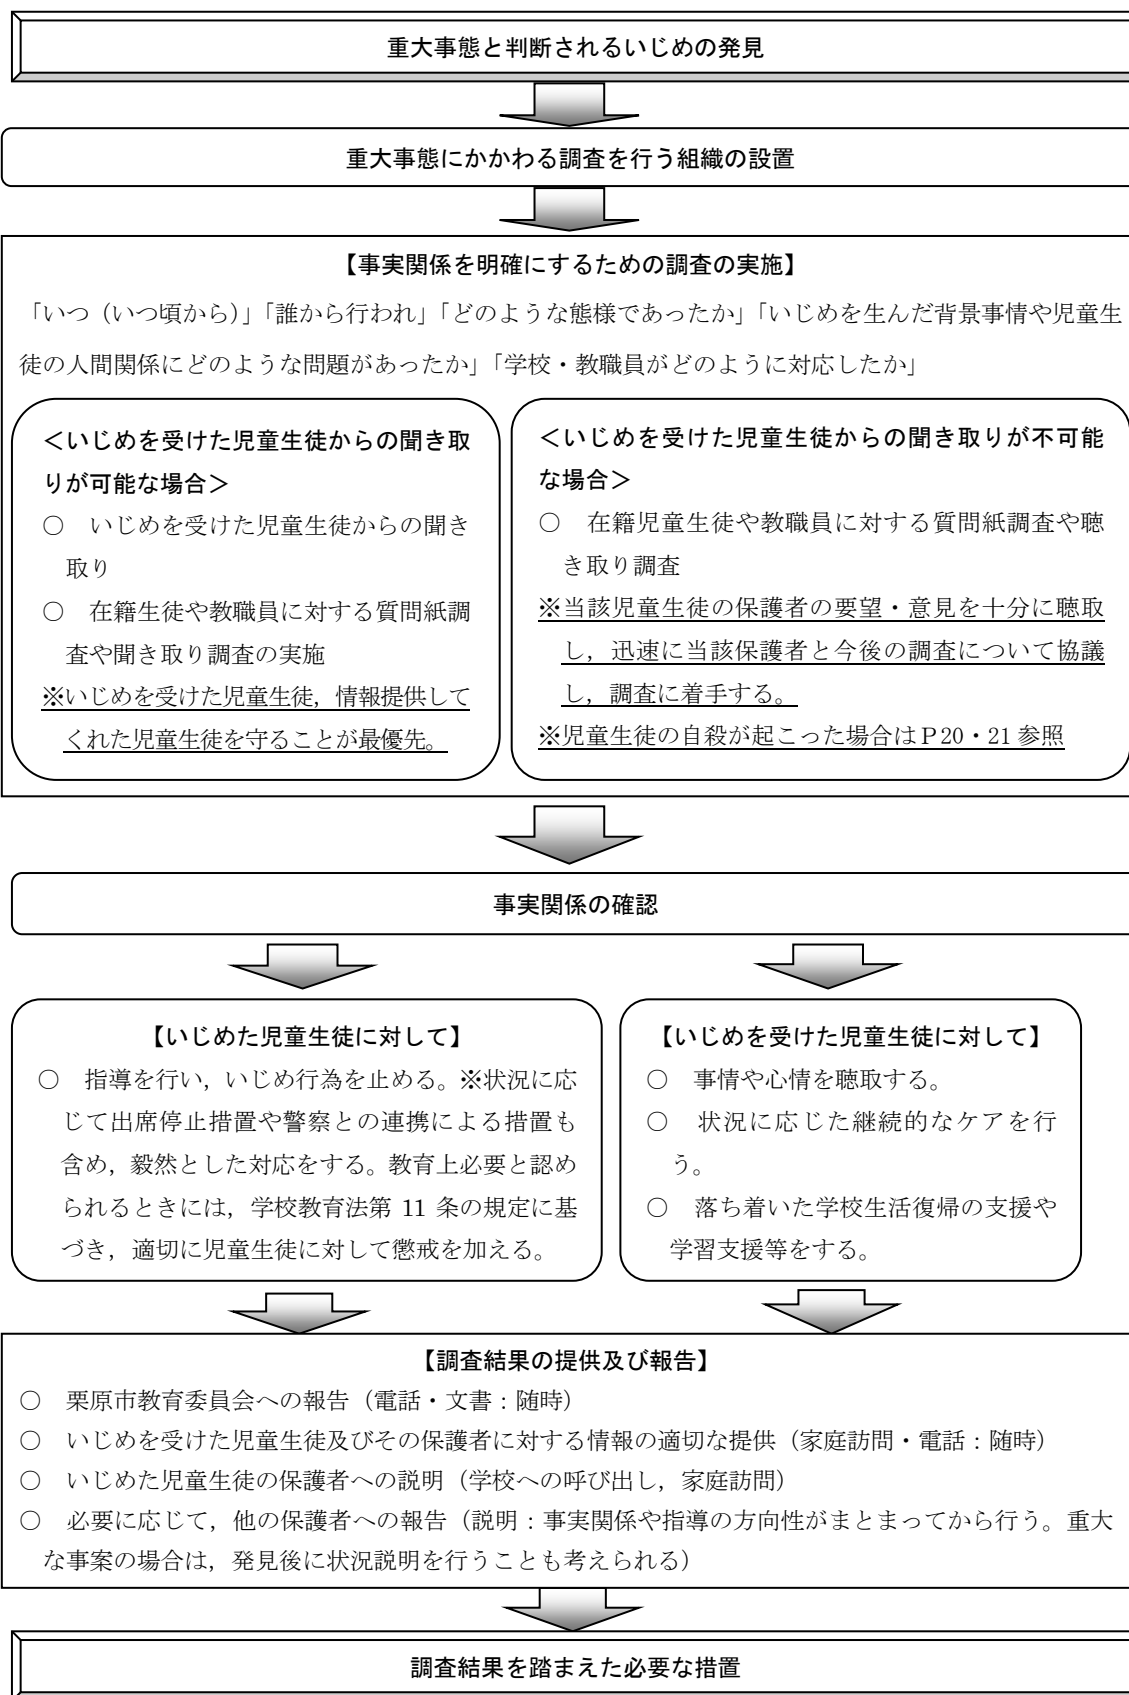 重大事態と判断されるいじめの発見
重大事態にかかわる調査を行う組織の設置
【事実関係を明確にするための調査の実施】
「いつ（いつ頃から）」「誰から行われ」「どのような態様であったか」「いじめを生んだ背景事情や児童生
徒の人間関係にどのような問題があったか」「学校・教職員がどのように対応したか」
＜いじめを受けた児童生徒からの聞き取
りが可能な場合＞
○　いじめを受けた児童生徒からの聞き
取り
○　在籍生徒や教職員に対する質問紙調
査や聞き取り調査の実施
※いじめを受けた児童生徒，情報提供して
くれた児童生徒を守ることが最優先。
＜いじめを受けた児童生徒からの聞き取りが不可能
な場合＞
○　在籍児童生徒や教職員に対する質問紙調査や聴
き取り調査
※当該児童生徒の保護者の要望・意見を十分に聴取
し，迅速に当該保護者と今後の調査について協議
し，調査に着手する。
※児童生徒の自殺が起こった場合はＰ20・21 参照
事実関係の確認
【いじめた児童生徒に対して】
○　指導を行い，いじめ行為を止める。※状況に応
じて出席停止措置や警察との連携による措置も
含め，毅然とした対応をする。教育上必要と認め
られるときには，学校教育法第 11 条の規定に基
づき，適切に児童生徒に対して懲戒を加える。
【いじめを受けた児童生徒に対して】
○　事情や心情を聴取する。
○　状況に応じた継続的なケアを行
う。
○　落ち着いた学校生活復帰の支援や
学習支援等をする。
【調査結果の提供及び報告】
○　栗原市教育委員会への報告（電話・文書：随時）
○　いじめを受けた児童生徒及びその保護者に対する情報の適切な提供（家庭訪問・電話：随時）
○　いじめた児童生徒の保護者への説明（学校への呼び出し，家庭訪問）
○　必要に応じて，他の保護者への報告（説明：事実関係や指導の方向性がまとまってから行う。重大
な事案の場合は，発見後に状況説明を行うことも考えられる）
調査結果を踏まえた必要な措置